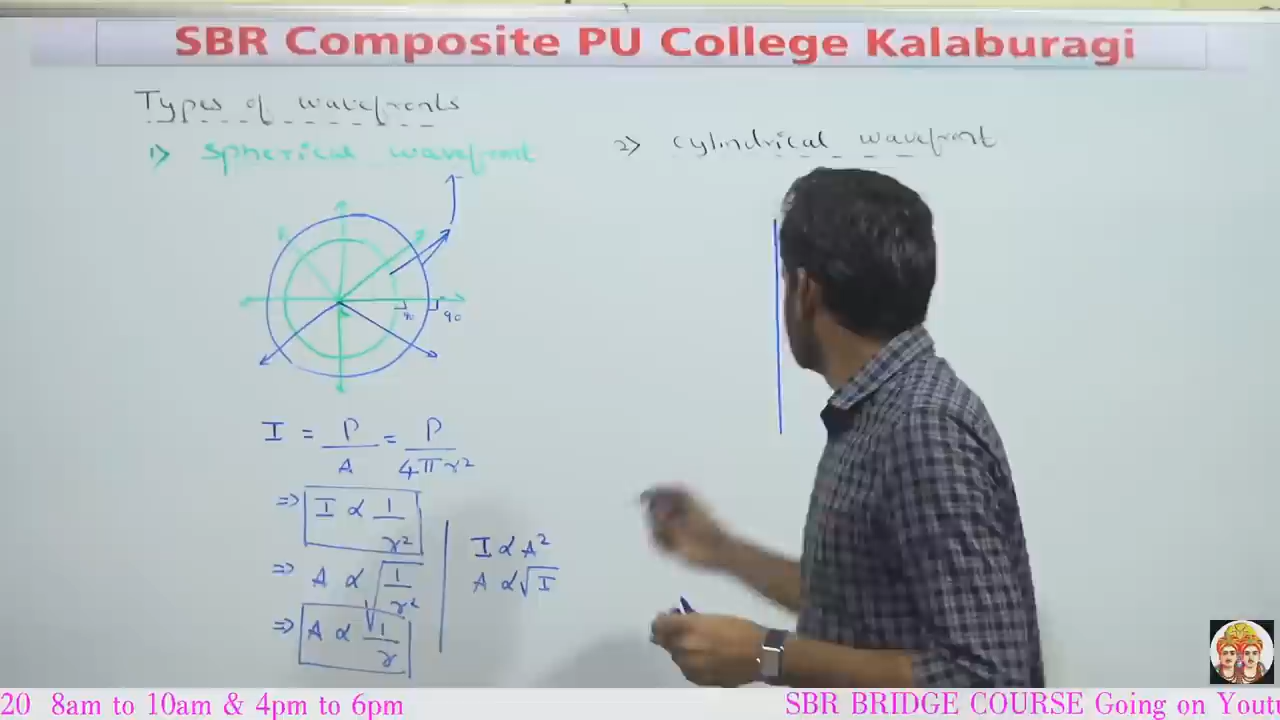 SBR Composite PU College Kalaburagi
Types of wavefronts
1) Spherical wavefront
90 90
I = P/A = P/4πr²
⇒ I ∝ 1/r²
⇒ A ∝ √1/r²
⇒ A ∝ 1/r
I ∝ A²
A ∝ √I
2) Cylindrical wavefront
20 8am to 10am & 4pm to 6pm
SBR BRIDGE COURSE Going on Youtu